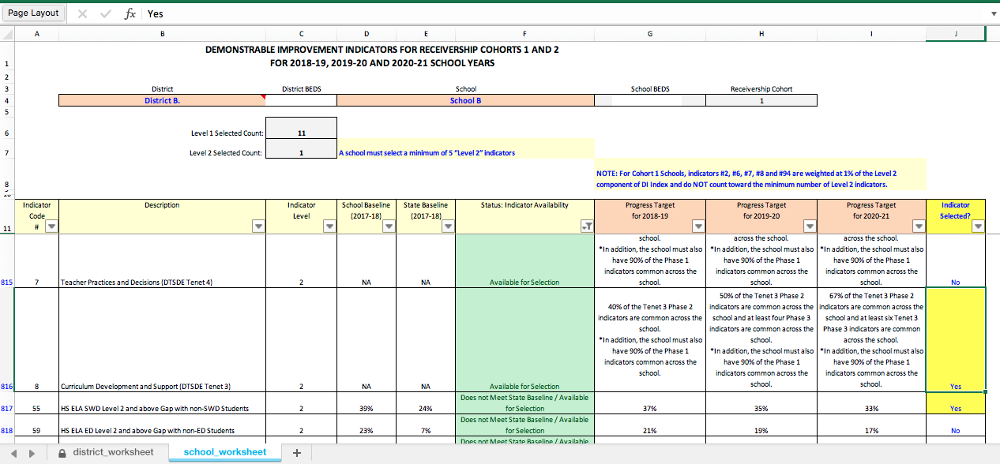 Page Layout fx Yes
A B C D E F G H I J
1 DEMONSTRABLE IMPROVEMENT INDICATORS FOR RECEIVERSHIP COHORTS 1 AND 2
FOR 2018-19, 2019-20 AND 2020-21 SCHOOL YEARS
2
3 District District BEDS School School BEDS Receivership Cohort
4 District B. School B 1
5
6 Level 1 Selected Count: 11
7 Level 2 Selected Count: 1 A school must select a minimum of 5 "Level 2" indicators
NOTE: For Cohort 1 Schools, indicators #2, #6, #7, #8 and #94 are weighted at 1% of the Level 2
8 component of DI Index and do NOT count toward the minimum number of Level 2 indicators.
Indicator Description Indicator School Baseline State Baseline Status: Indicator Availability Progress Target Progress Target Progress Target Indicator
Code Level (2017-18) (2017-18) for 2018-19 for 2019-20 for 2020-21 Selected?
11 #
school. across the school. across the school.
*In addition, the school must also *In addition, the school must also *In addition, the school must also
have 90% of the Phase 1 have 90% of the Phase 1 have 90% of the Phase 1
indicators common across the indicators common across the indicators common across the
815 7 Teacher Practices and Decisions (DTSDE Tenet 4) 2 NA NA Available for Selection school. school. school. No
50% of the Tenet 3 Phase 2 67% of the Tenet 3 Phase 2
40% of the Tenet 3 Phase 2 indicators are common across the indicators are common across the
indicators are common across the school and at least four Phase 3 school and at least six Tenet 3
school. indicators are common across the Phase 3 indicators are common
*In addition, the school must also school. across the school.
have 90% of the Phase 1 *In addition, the school must also *In addition, the school must also
indicators common across the have 90% of the Phase 1 have 90% of the Phase 1
school. indicators common across the indicators common across the
816 8 Curriculum Development and Support (DTSDE Tenet 3) 2 NA NA Available for Selection school. school. Yes
Does not Meet State Baseline / Available
817 55 HS ELA SWD Level 2 and above Gap with non-SWD Students 2 39% 24% for Selection 37% 35% 33% Yes
Does not Meet State Baseline / Available
818 59 HS ELA ED Level 2 and above Gap with non-ED Students 2 23% 7% for Selection 21% 19% 17% No
Does not Meet State Baseline / Available
district_worksheet school_worksheet +